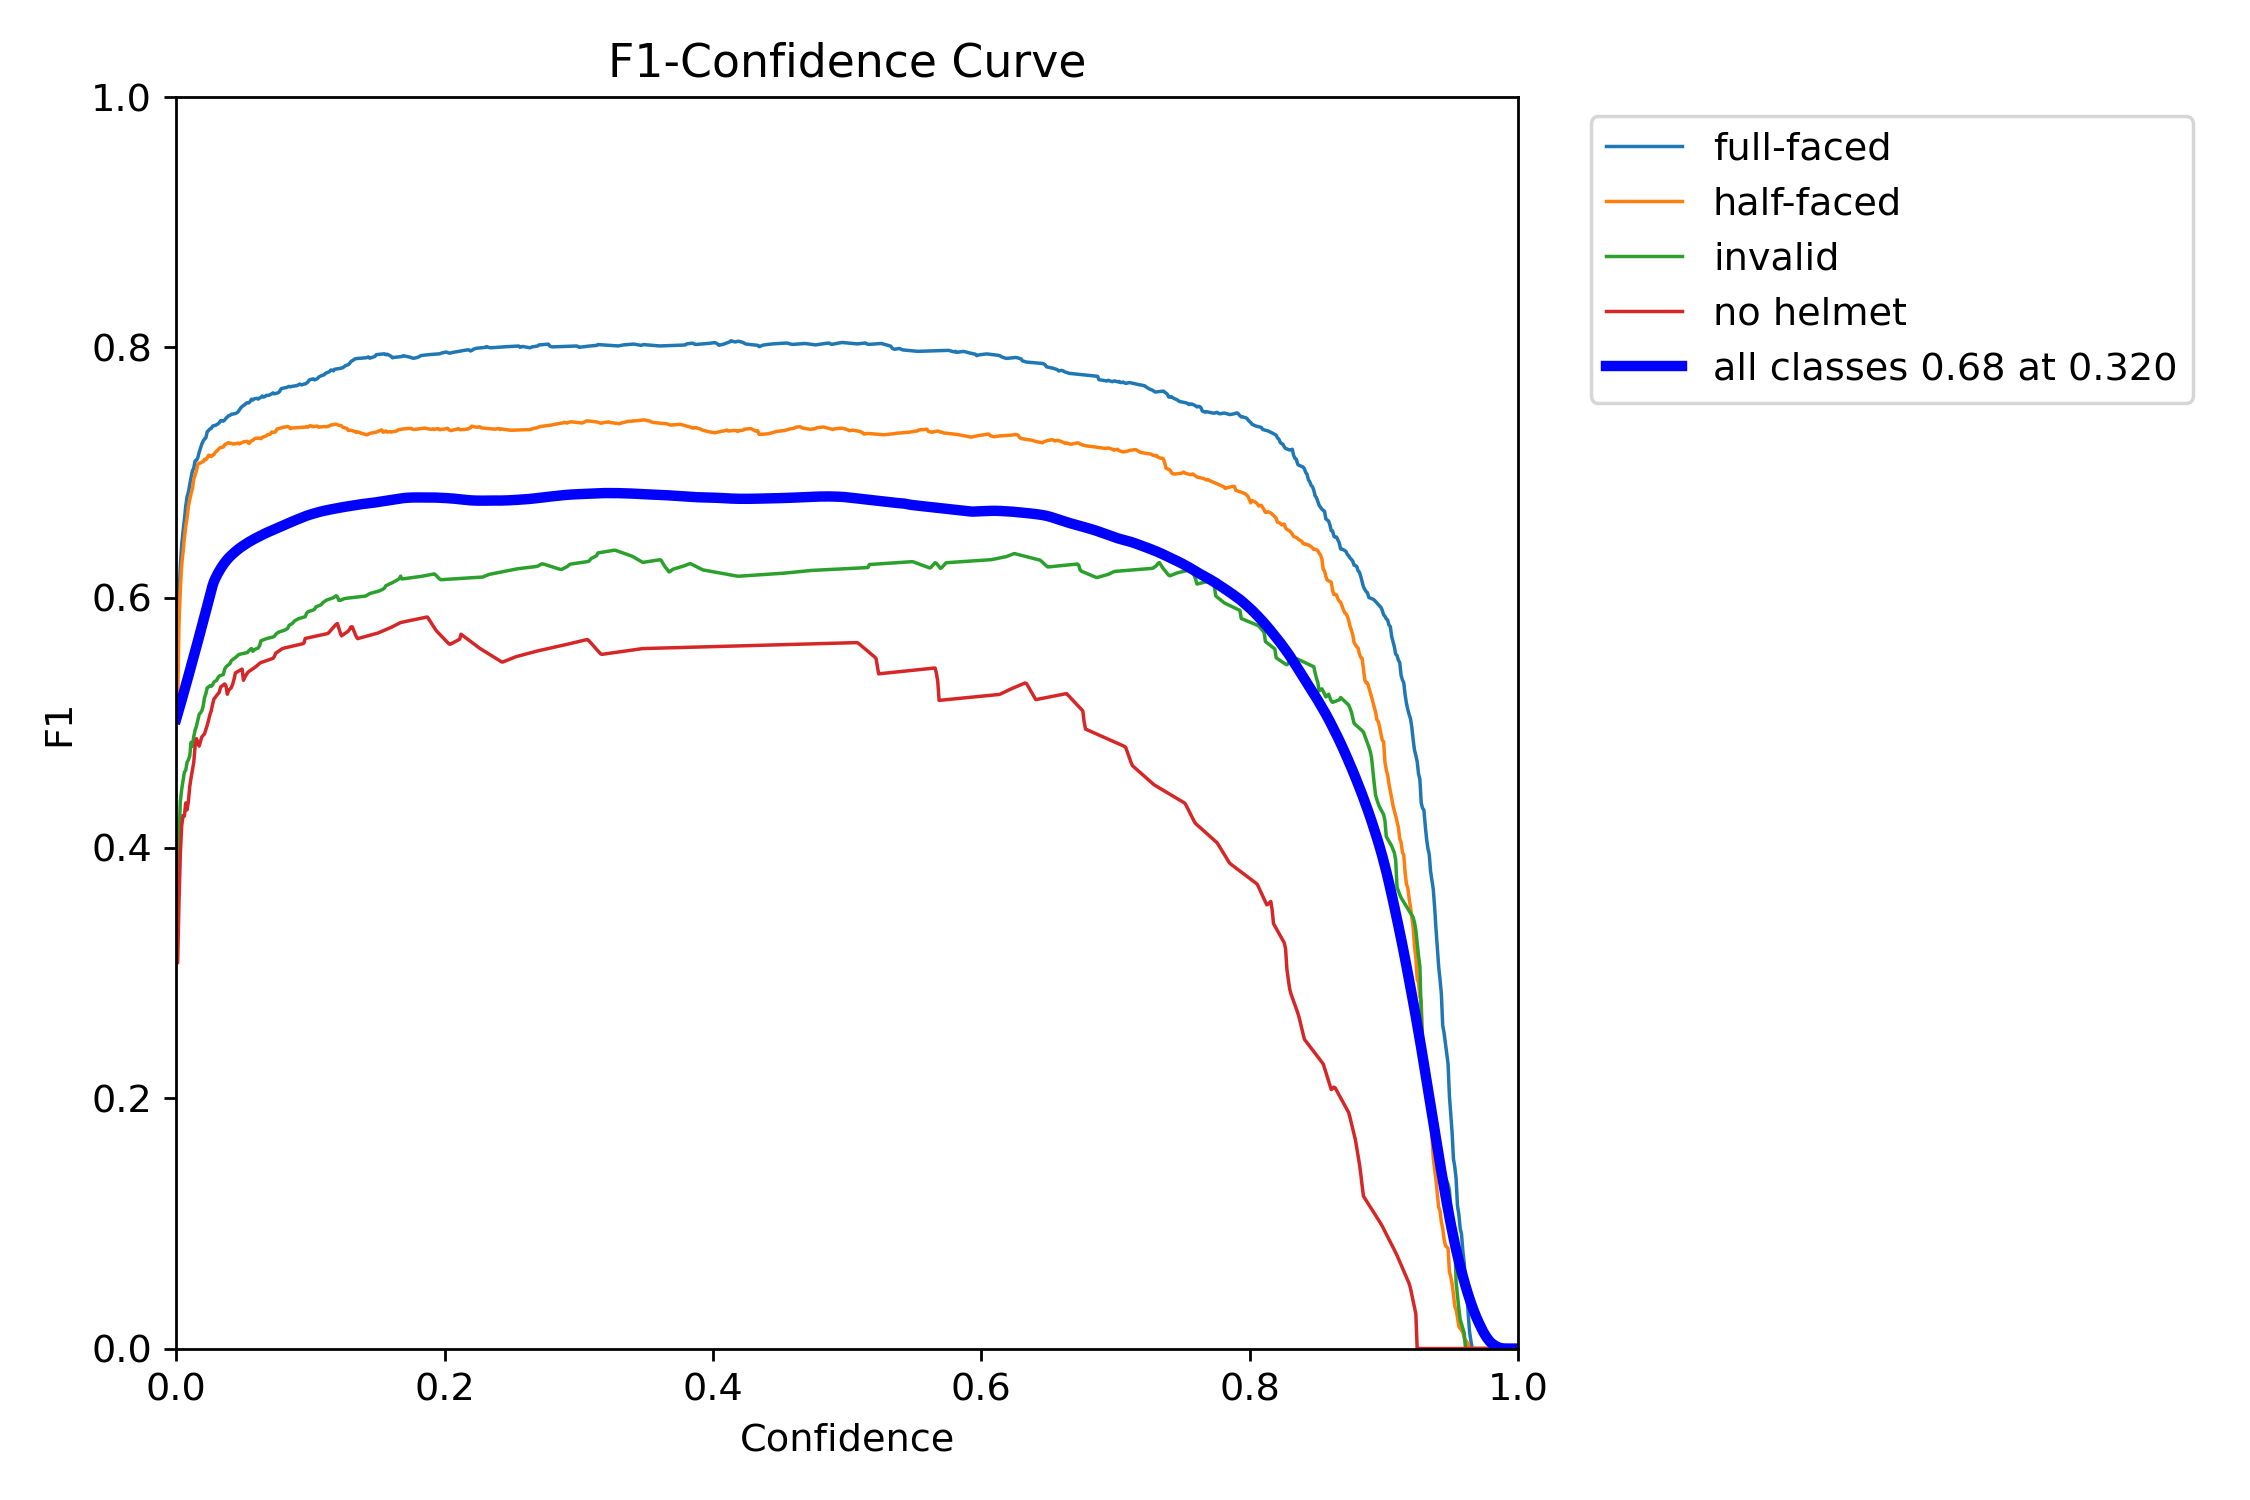 F1-Confidence Curve
1.0
0.8
0.6
0.4
0.2
0.0
F1
0.0 0.2 0.4 0.6 0.8 1.0
Confidence
full-faced
half-faced
invalid
no helmet
all classes 0.68 at 0.320